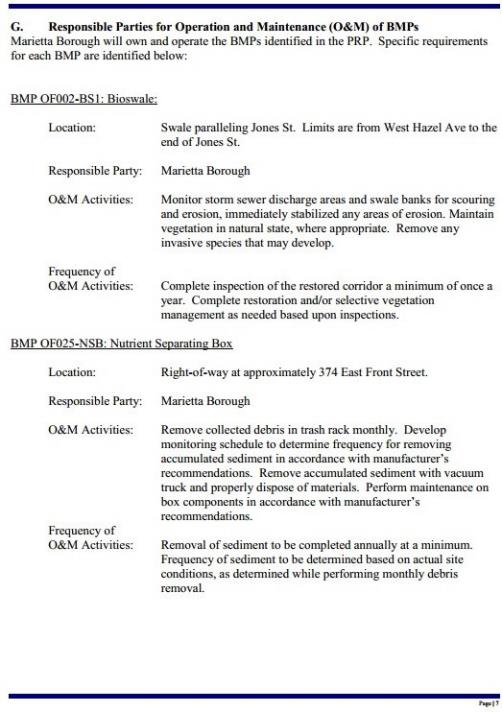 G. Responsible Parties for Operation and Maintenance (O&M) of BMPs
Marietta Borough will own and operate the BMPs identified in the PRP. Specific requirements
for each BMP are identified below:
BMP OF002-BS1: Bioswale:
Location: Swale paralleling Jones St. Limits are from West Hazel Ave to the
end of Jones St.
Responsible Party: Marietta Borough
O&M Activities: Monitor storm sewer discharge areas and swale banks for scouring
and erosion, immediately stabilized any areas of erosion. Maintain
vegetation in natural state, where appropriate. Remove any
invasive species that may develop.
Frequency of
O&M Activities: Complete inspection of the restored corridor a minimum of once a
year. Complete restoration and/or selective vegetation
management as needed based upon inspections.
BMP OF025-NSB: Nutrient Separating Box
Location: Right-of-way at approximately 374 East Front Street.
Responsible Party: Marietta Borough
O&M Activities: Remove collected debris in trash rack monthly. Develop
monitoring schedule to determine frequency for removing
accumulated sediment in accordance with manufacturer's
recommendations. Remove accumulated sediment with vacuum
truck and properly dispose of materials. Perform maintenance on
box components in accordance with manufacturer's
recommendations.
Frequency of
O&M Activities: Removal of sediment to be completed annually at a minimum.
Frequency of sediment to be determined based on actual site
conditions, as determined while performing monthly debris
removal.
Page | 7